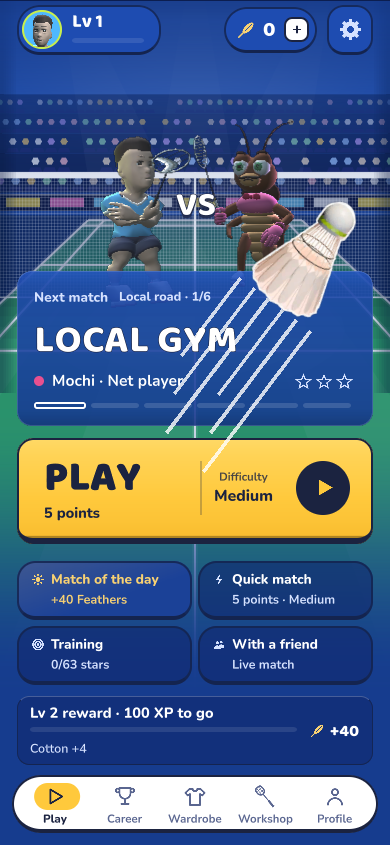 Lv 1
0
+
VS
Next match Local road · 1/6
LOCAL GYM
Mochi · Net player
PLAY
5 points
Difficulty
Medium
Match of the day
+40 Feathers
Quick match
5 points · Medium
Training
0/63 stars
With a friend
Live match
Lv 2 reward · 100 XP to go
+40
Cotton +4
Play
Career
Wardrobe
Workshop
Profile